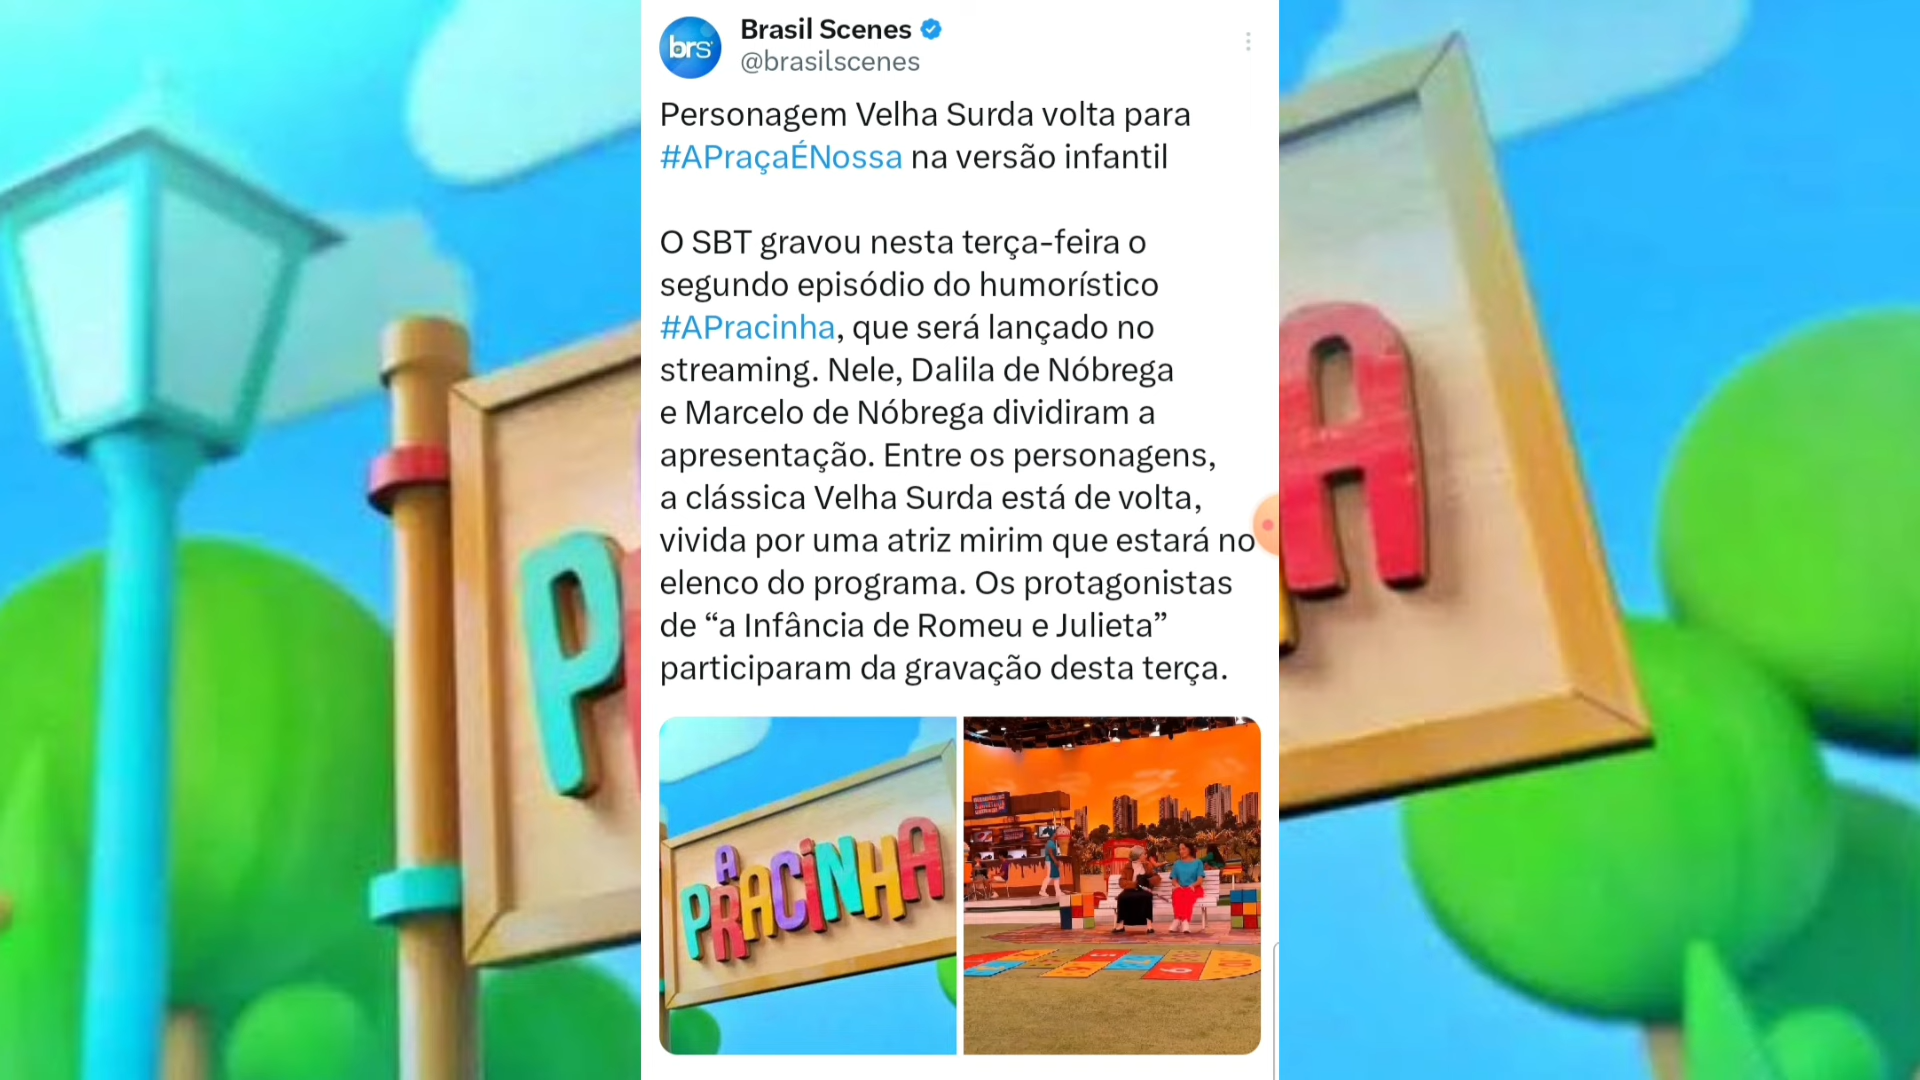 brs
Brasil Scenes
@brasilscenes
Personagem Velha Surda volta para
#APraçaÉNossa na versão infantil
O SBT gravou nesta terça-feira o
segundo episódio do humorístico
#APracinha, que será lançado no
streaming. Nele, Dalila de Nóbrega
e Marcelo de Nóbrega dividiram a
apresentação. Entre os personagens,
a clássica Velha Surda está de volta,
vivida por uma atriz mirim que estará no
elenco do programa. Os protagonistas
de “a Infância de Romeu e Julieta”
participaram da gravação desta terça.
A
PRACINHA
P
A